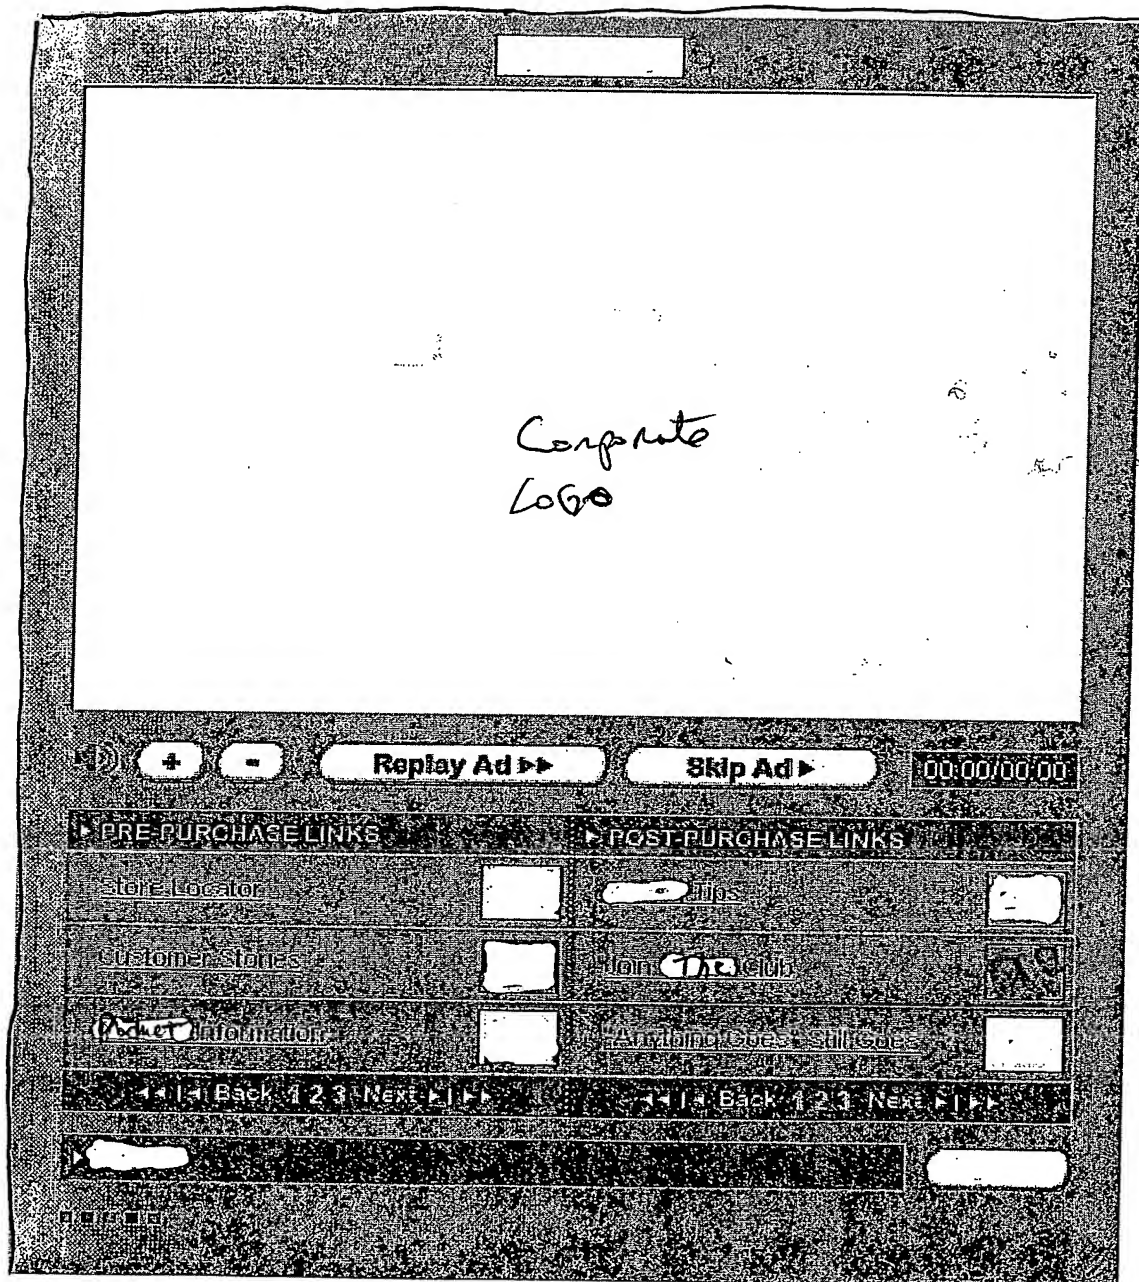 Corporate
LOGO
+ - Replay Ad ▶▶ Skip Ad ▶ 00:00/00:00
▶ PRE-PURCHASE LINKS ▶ POST-PURCHASE LINKS
Store Locator Tips
Customer Stories Join The Club
Product Information "Anything Goes" Still Goes
◀◀ |◀ Back 1 2 3 Next ▶| ▶▶ ◀◀ |◀ Back 1 2 3 Next ▶| ▶▶